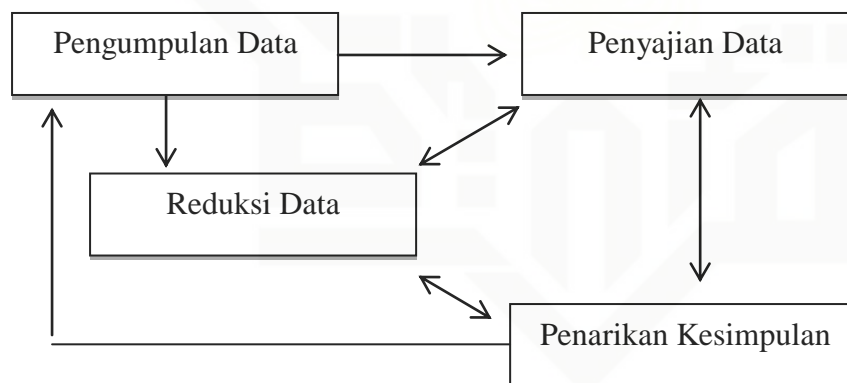 Pengumpulan Data
Penyajian Data
Reduksi Data
Penarikan Kesimpulan